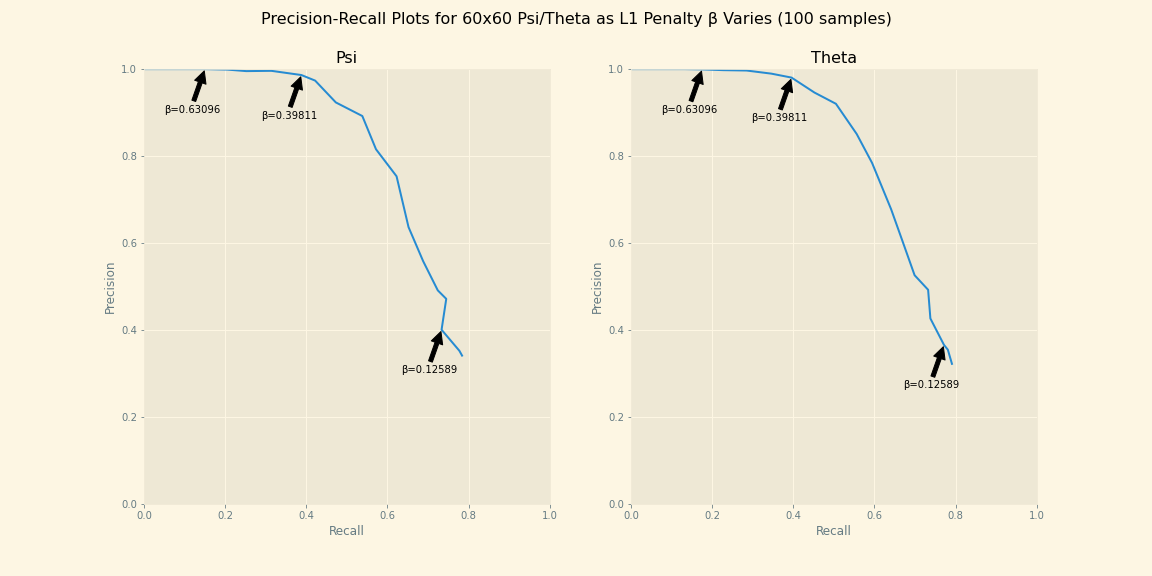 Precision-Recall Plots for 60x60 Psi/Theta as L1 Penalty β Varies (100 samples)
Psi
1.0
0.8
0.6
0.4
0.2
0.0
Precision
β=0.63096
β=0.39811
β=0.12589
0.0 0.2 0.4 0.6 0.8 1.0
Recall
Theta
1.0
0.8
0.6
0.4
0.2
0.0
Precision
β=0.63096
β=0.39811
β=0.12589
0.0 0.2 0.4 0.6 0.8 1.0
Recall